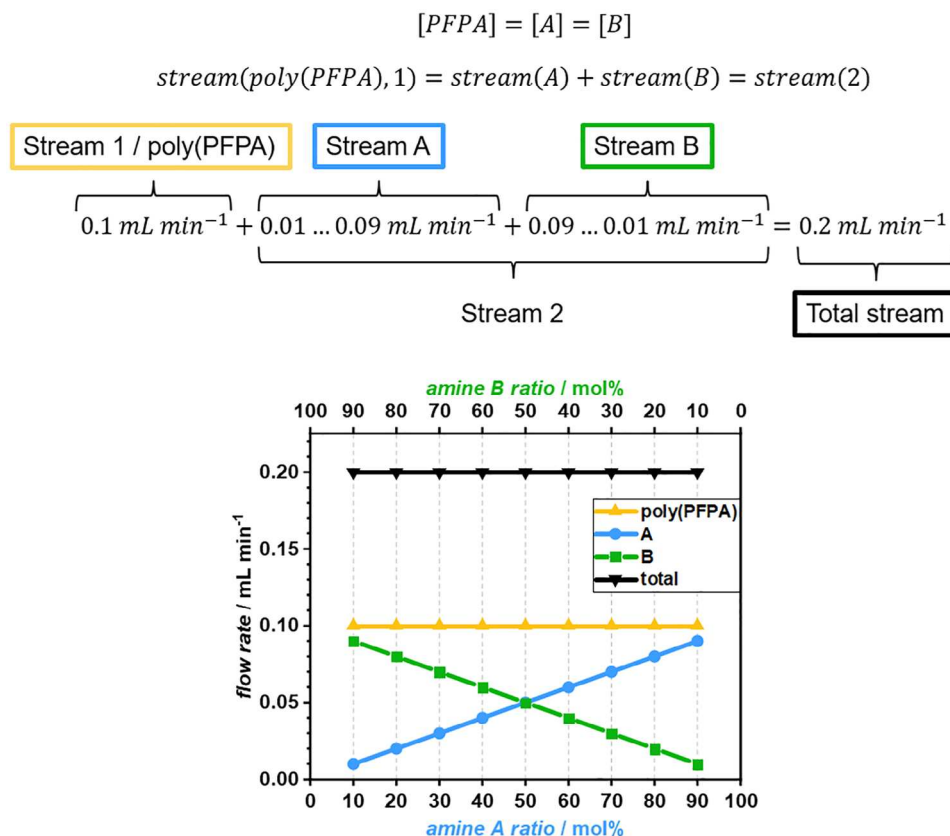 [PFPA] = [A] = [B]
stream(poly(PFPA), 1) = stream(A) + stream(B) = stream(2)
Stream 1 / poly(PFPA) Stream A Stream B
0.1 mL min⁻¹ + 0.01 … 0.09 mL min⁻¹ + 0.09 … 0.01 mL min⁻¹ = 0.2 mL min⁻¹
Stream 2 Total stream
amine B ratio / mol%
100 90 80 70 60 50 40 30 20 10 0
0.20
0.15
0.10
0.05
0.00
flow rate / mL min⁻¹
poly(PFPA)
A
B
total
0 10 20 30 40 50 60 70 80 90 100
amine A ratio / mol%